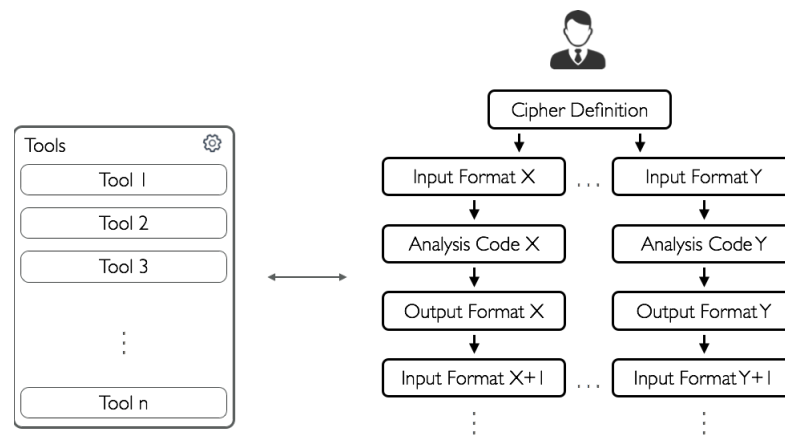 Cipher Definition
Tools
Tool 1
Tool 2
Tool 3
Tool n
Input Format X
... 
Input Format Y
Analysis Code X
Analysis Code Y
Output Format X
Output Format Y
Input Format X+1
...
Input Format Y+1